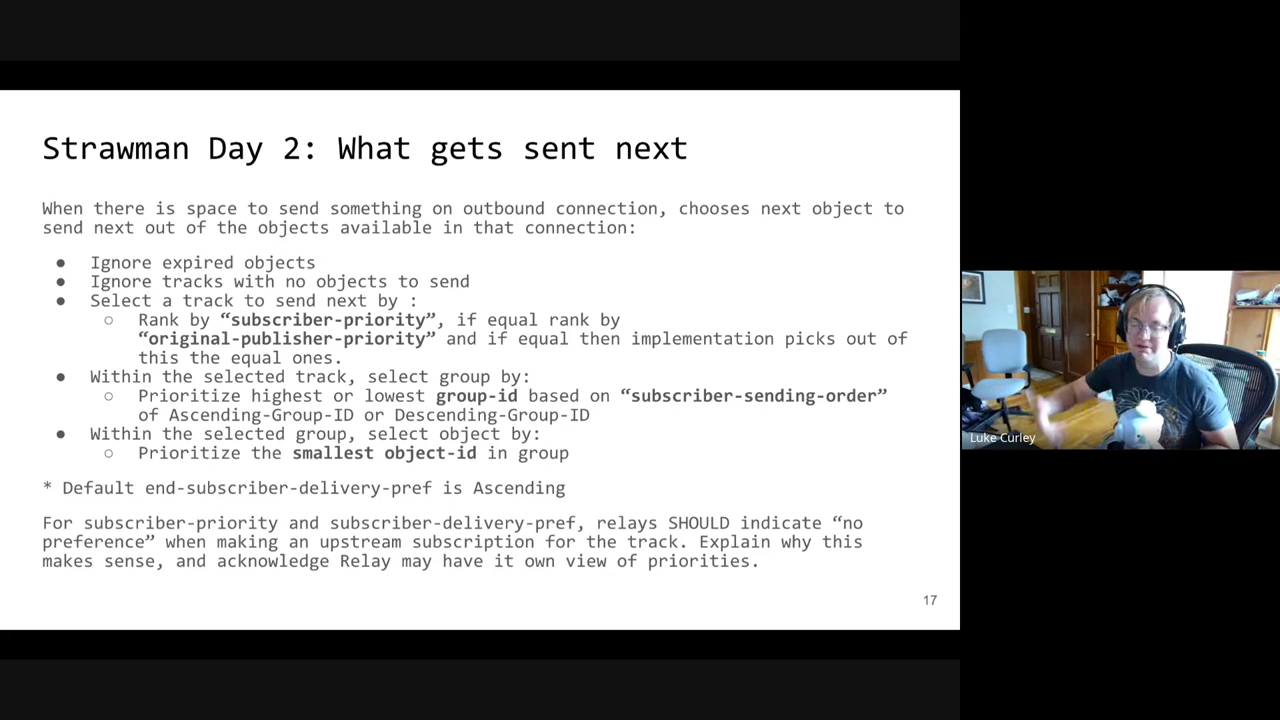 Strawman Day 2: What gets sent next
When there is space to send something on outbound connection, chooses next object to
send next out of the objects available in that connection:
● Ignore expired objects
● Ignore tracks with no objects to send
● Select a track to send next by :
○ Rank by “subscriber-priority”, if equal rank by
“original-publisher-priority” and if equal then implementation picks out of
this the equal ones.
● Within the selected track, select group by:
○ Prioritize highest or lowest group-id based on “subscriber-sending-order”
of Ascending-Group-ID or Descending-Group-ID
● Within the selected group, select object by:
○ Prioritize the smallest object-id in group
* Default end-subscriber-delivery-pref is Ascending
For subscriber-priority and subscriber-delivery-pref, relays SHOULD indicate “no
preference” when making an upstream subscription for the track. Explain why this
makes sense, and acknowledge Relay may have it own view of priorities.
17
Luke Curley